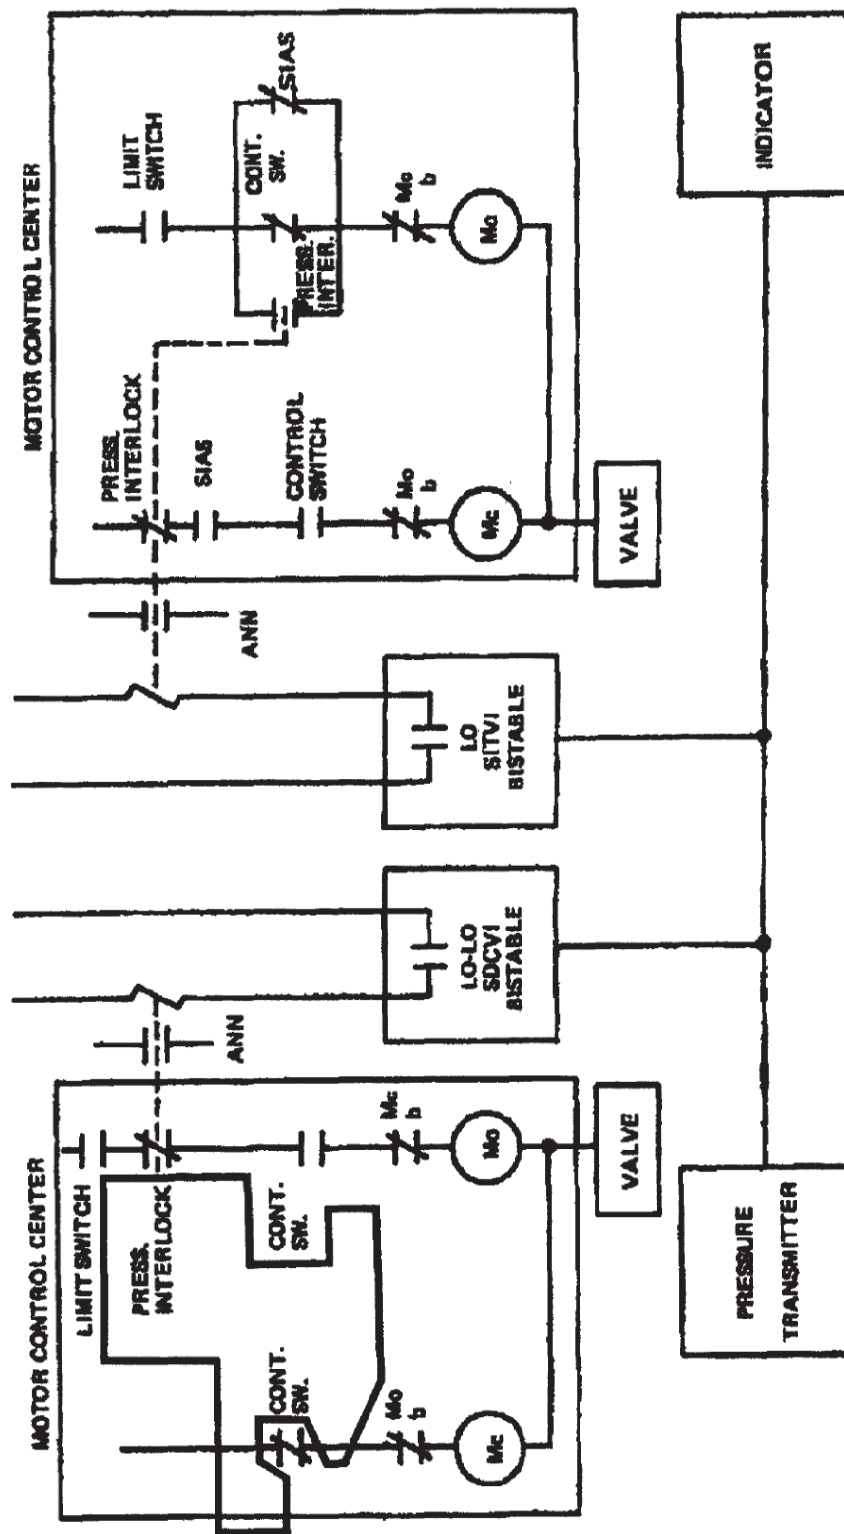 MOTOR CONTROL CENTER
LIMIT SWITCH
PRESS.
INTERLOCK
CONT.
SW.
CONT.
SW.
Mo
b
Mc
b
Mc
Mo
VALVE
ANN
LO-LO
SDCVI
BISTABLE
LO
SITVI
BISTABLE
ANN
MOTOR CONTROL CENTER
PRESS.
INTERLOCK
SIAS
CONTROL
SWITCH
Mo
b
Mc
VALVE
LIMIT
SWITCH
PRESS.
INTER.
CONT.
SW.
SIAS
Mc
b
Mo
PRESSURE
TRANSMITTER
INDICATOR